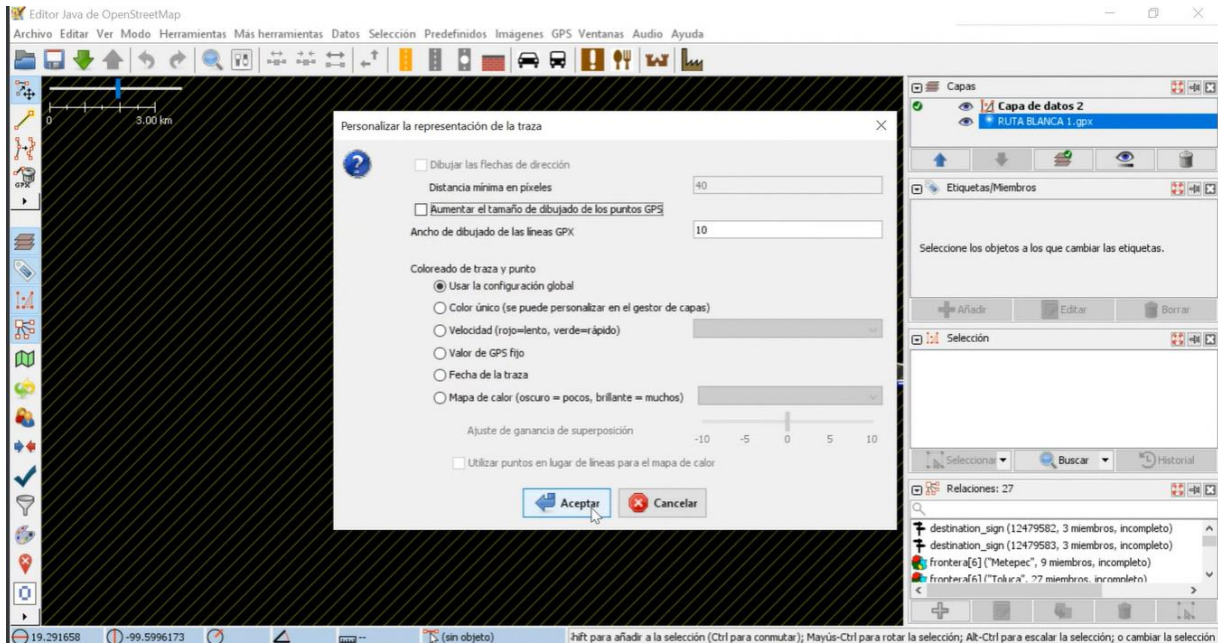 Editor Java de OpenStreetMap
Archivo Editar Ver Modo Herramientas Más herramientas Datos Selección Predefinidos Imágenes GPS Ventanas Audio Ayuda
0 3.00 km
Personalizar la representación de la traza
Dibujar las flechas de dirección
Distancia mínima en píxeles 40
Aumentar el tamaño de dibujado de los puntos GPS
Ancho de dibujado de las líneas GPX 10
Coloreado de traza y punto
Usar la configuración global
Color único (se puede personalizar en el gestor de capas)
Velocidad (rojo=lento, verde=rápido)
Valor de GPS fijo
Fecha de la traza
Mapa de calor (oscuro = pocos, brillante = muchos)
Ajuste de ganancia de superposición
-10 -5 0 5 10
Utilizar puntos en lugar de líneas para el mapa de calor
Aceptar Cancelar
GPX
Capas
Capa de datos 2
RUTA BLANCA 1.gpx
Etiquetas/Miembros
Seleccione los objetos a los que cambiar las etiquetas.
Añadir Editar Borrar
Selección
Seleccionar Buscar Historial
Relaciones: 27
destination_sign (12479582, 3 miembros, incompleto)
destination_sign (12479583, 3 miembros, incompleto)
frontera[6] ("Metepec", 9 miembros, incompleto)
frontera[6] ("Toluca", 27 miembros, incompleto)
19.291658 -99.5996173 -- (sin objeto) hift para añadir a la selección (Ctrl para conmutar); Mayús-Ctrl para rotar la selección; Alt-Ctrl para escalar la selección; o cambiar la selección